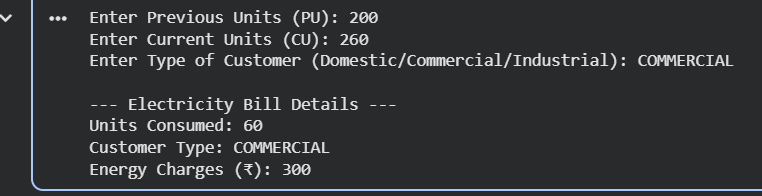 Enter Previous Units (PU): 200
Enter Current Units (CU): 260
Enter Type of Customer (Domestic/Commercial/Industrial): COMMERCIAL
--- Electricity Bill Details ---
Units Consumed: 60
Customer Type: COMMERCIAL
Energy Charges (₹): 300